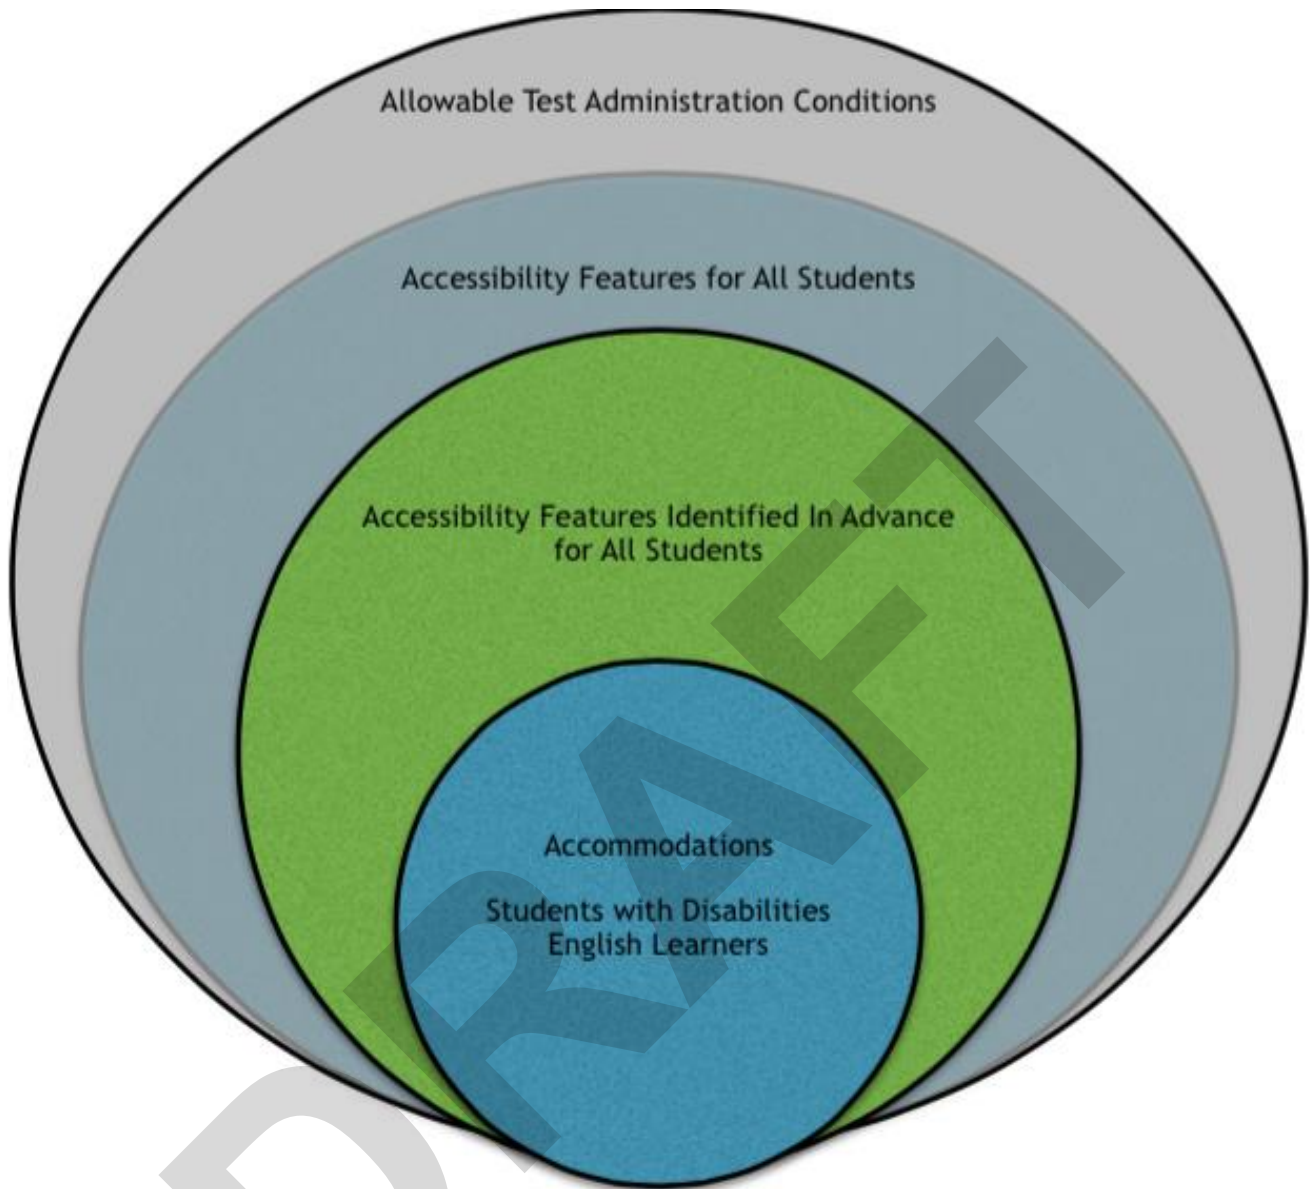 Allowable Test Administration Conditions
Accessibility Features for All Students
Accessibility Features Identified In Advance
for All Students
Accommodations
Students with Disabilities
English Learners
DRAFT